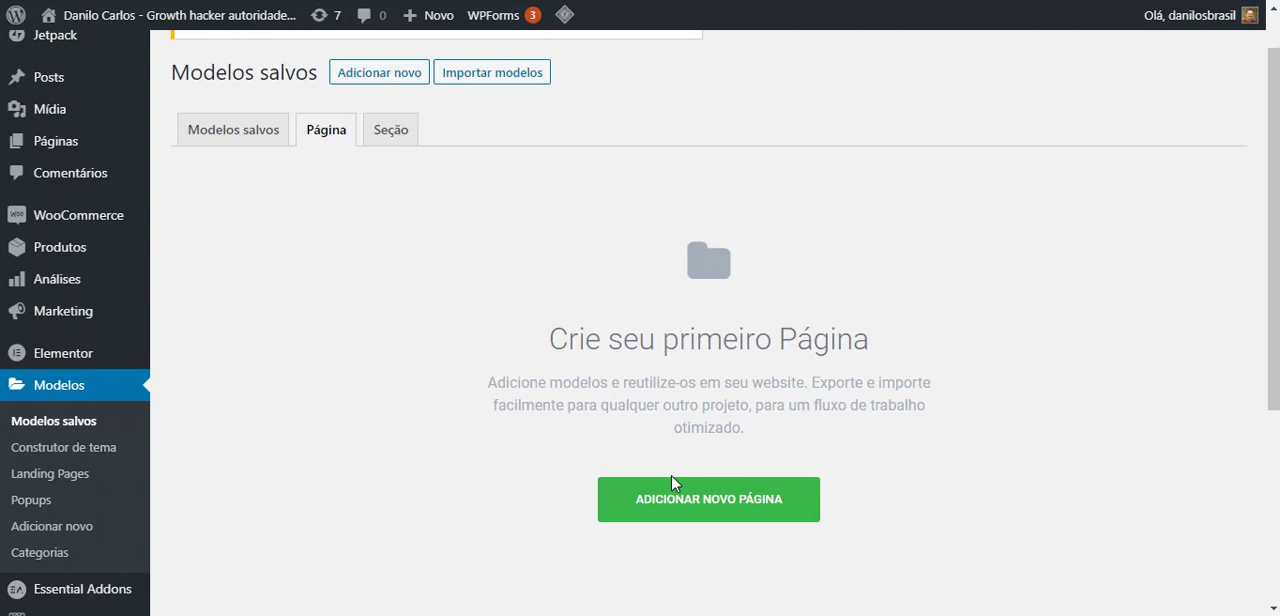 Danilo Carlos - Growth hacker autoridade... 7 0 Novo WPForms 3 Olá, danilosbrasil
Jetpack
Posts
Mídia
Páginas
Comentários
WooCommerce
Produtos
Análises
Marketing
Elementor
Modelos
Modelos salvos
Construtor de tema
Landing Pages
Popups
Adicionar novo
Categorias
Essential Addons
Modelos salvos Adicionar novo Importar modelos
Modelos salvos Página Seção
Crie seu primeiro Página
Adicione modelos e reutilize-os em seu website. Exporte e importe
facilmente para qualquer outro projeto, para um fluxo de trabalho
otimizado.
ADICIONAR NOVO PÁGINA